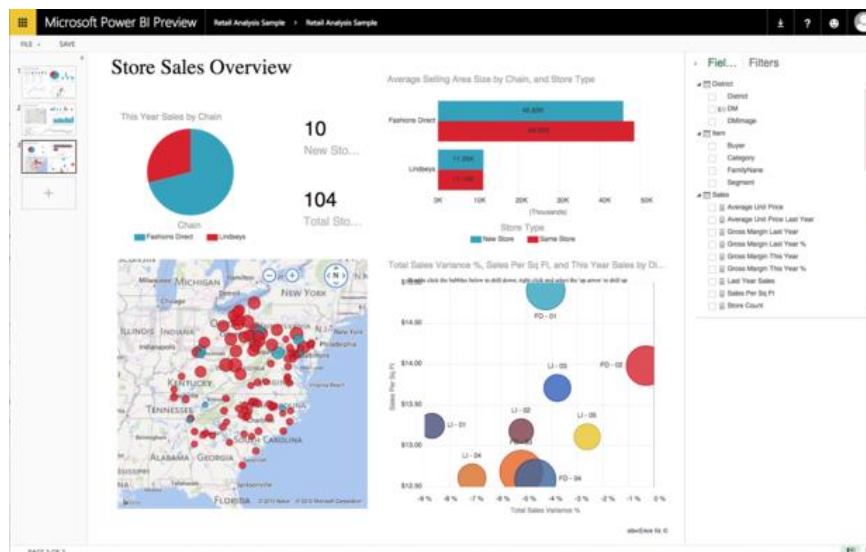 Microsoft Power BI Preview Retail Analysis Sample > Retail Analysis Sample
FILE SAVE
Store Sales Overview
This Year Sales by Chain
Chain
Fashions Direct Lindseys
10
New Sto...
104
Total Sto...
Average Selling Area Size by Chain, and Store Type
Fashions Direct
Lindseys
0K 10K 20K 30K 40K 50K
(Thousands)
Store Type
New Store Same Store
MICHIGAN
NEW YORK
New York
Philadelphia
ILLINOIS INDIANA
Indianapolis
KENTUCKY
TENNESSEE
Virginia Beach
SOUTH CAROLINA
ALABAMA GEORGIA
Jacksonville
FLORIDA
Total Sales Variance %, Sales Per Sq Ft, and This Year Sales by Di...
Sales Per Sq Ft
$14.50
$14.00
$13.50
$13.00
$12.50
FD - 01
FD - 02
LI - 03
LI - 01
LI - 02
LI - 05
LI - 04
FD - 04
-9 % -8 % -7 % -6 % -5 % -4 % -3 % -2 % -1 % 0 %
Total Sales Variance %
Fiel... Filters
District
District
DM
DMImage
Item
Buyer
Category
FamilyName
Segment
Sales
Average Unit Price
Average Unit Price Last Year
Gross Margin Last Year
Gross Margin Last Year %
Gross Margin This Year
Gross Margin This Year %
Last Year Sales
Sales Per Sq Ft
Store Count